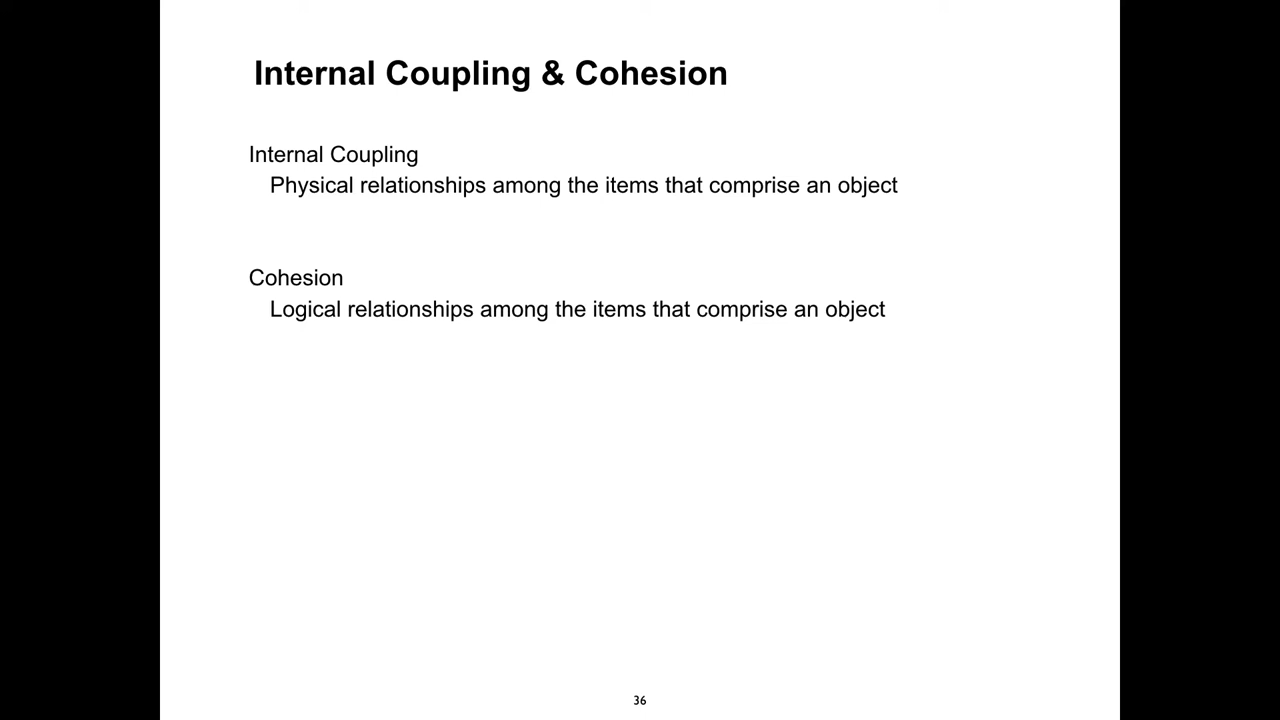 Internal Coupling & Cohesion
Internal Coupling
Physical relationships among the items that comprise an object
Cohesion
Logical relationships among the items that comprise an object
36